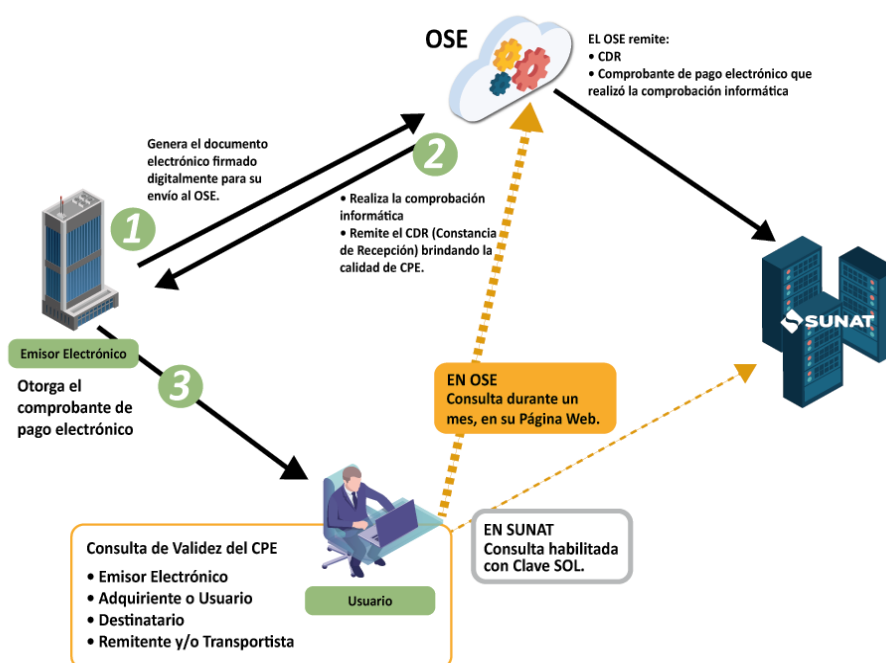 OSE
EL OSE remite:
• CDR
• Comprobante de pago electrónico que
realizó la comprobación informática
Genera el documento
electrónico firmado
digitalmente para su
envío al OSE.
1
2
• Realiza la comprobación
informática
• Remite el CDR (Constancia
de Recepción) brindando la
calidad de CPE.
SUNAT
Emisor Electrónico
3
Otorga el
comprobante de
pago electrónico
EN OSE
Consulta durante un
mes, en su Página Web.
EN SUNAT
Consulta habilitada
con Clave SOL.
Consulta de Validez del CPE
• Emisor Electrónico
• Adquiriente o Usuario
• Destinatario
• Remitente y/o Transportista
Usuario